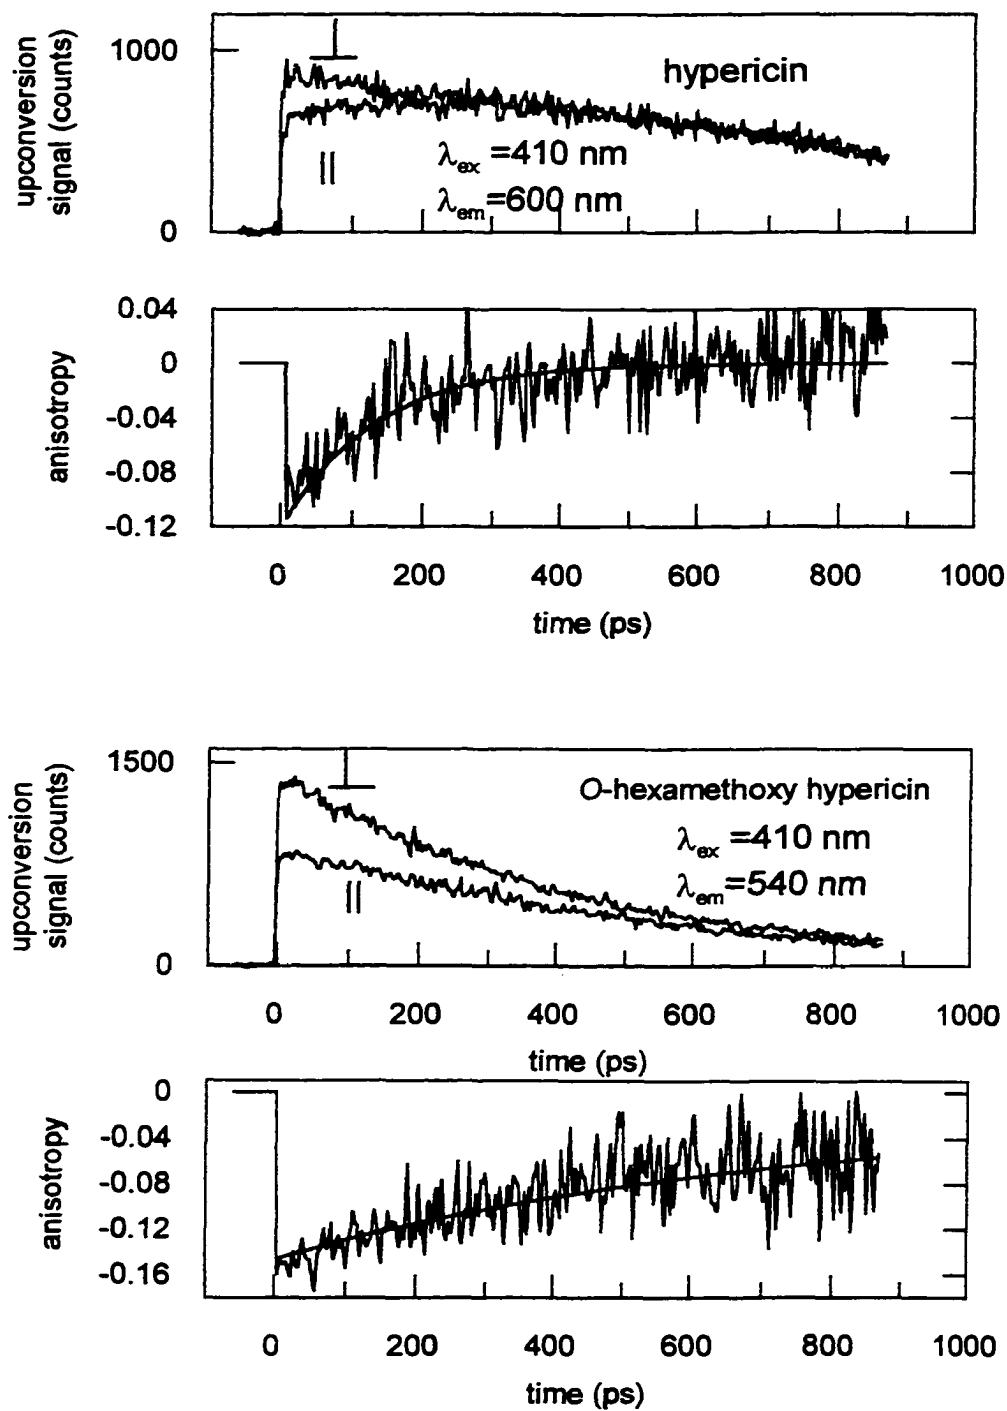 upconversion
signal (counts)
1000
0
⊥
||
hypericin
λex =410 nm
λem=600 nm
anisotropy
0.04
0
-0.04
-0.08
-0.12
0 200 400 600 800 1000
time (ps)
upconversion
signal (counts)
1500
0
⊥
||
O-hexamethoxy hypericin
λex =410 nm
λem=540 nm
0 200 400 600 800 1000
time (ps)
anisotropy
0
-0.04
-0.08
-0.12
-0.16
0 200 400 600 800 1000
time (ps)